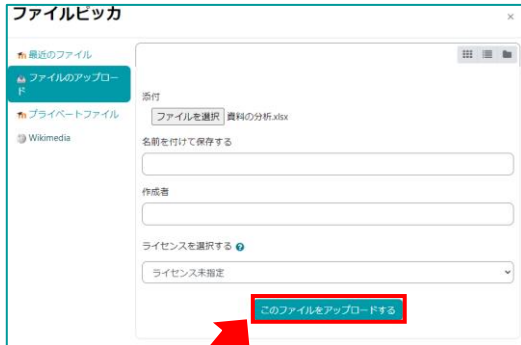 ファイルピッカ
×
最近のファイル
ファイルのアップロー
ド
プライベートファイル
Wikimedia
添付
ファイルを選択 資料の分析.xlsx
名前を付けて保存する
作成者
ライセンスを選択する
ライセンス未指定
このファイルをアップロードする